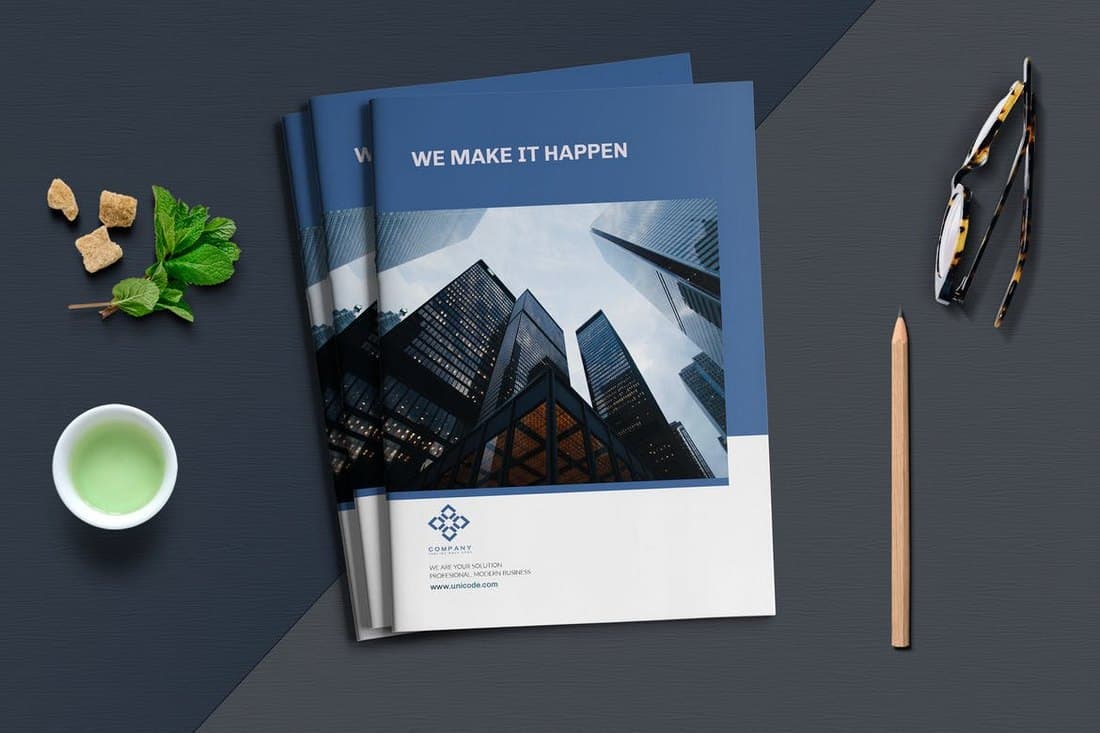 WE MAKE IT HAPPEN
W
COMPANY
WE ARE YOUR SOLUTION
PROFESIONAL, MODERN BUSINESS
www.unicode.com